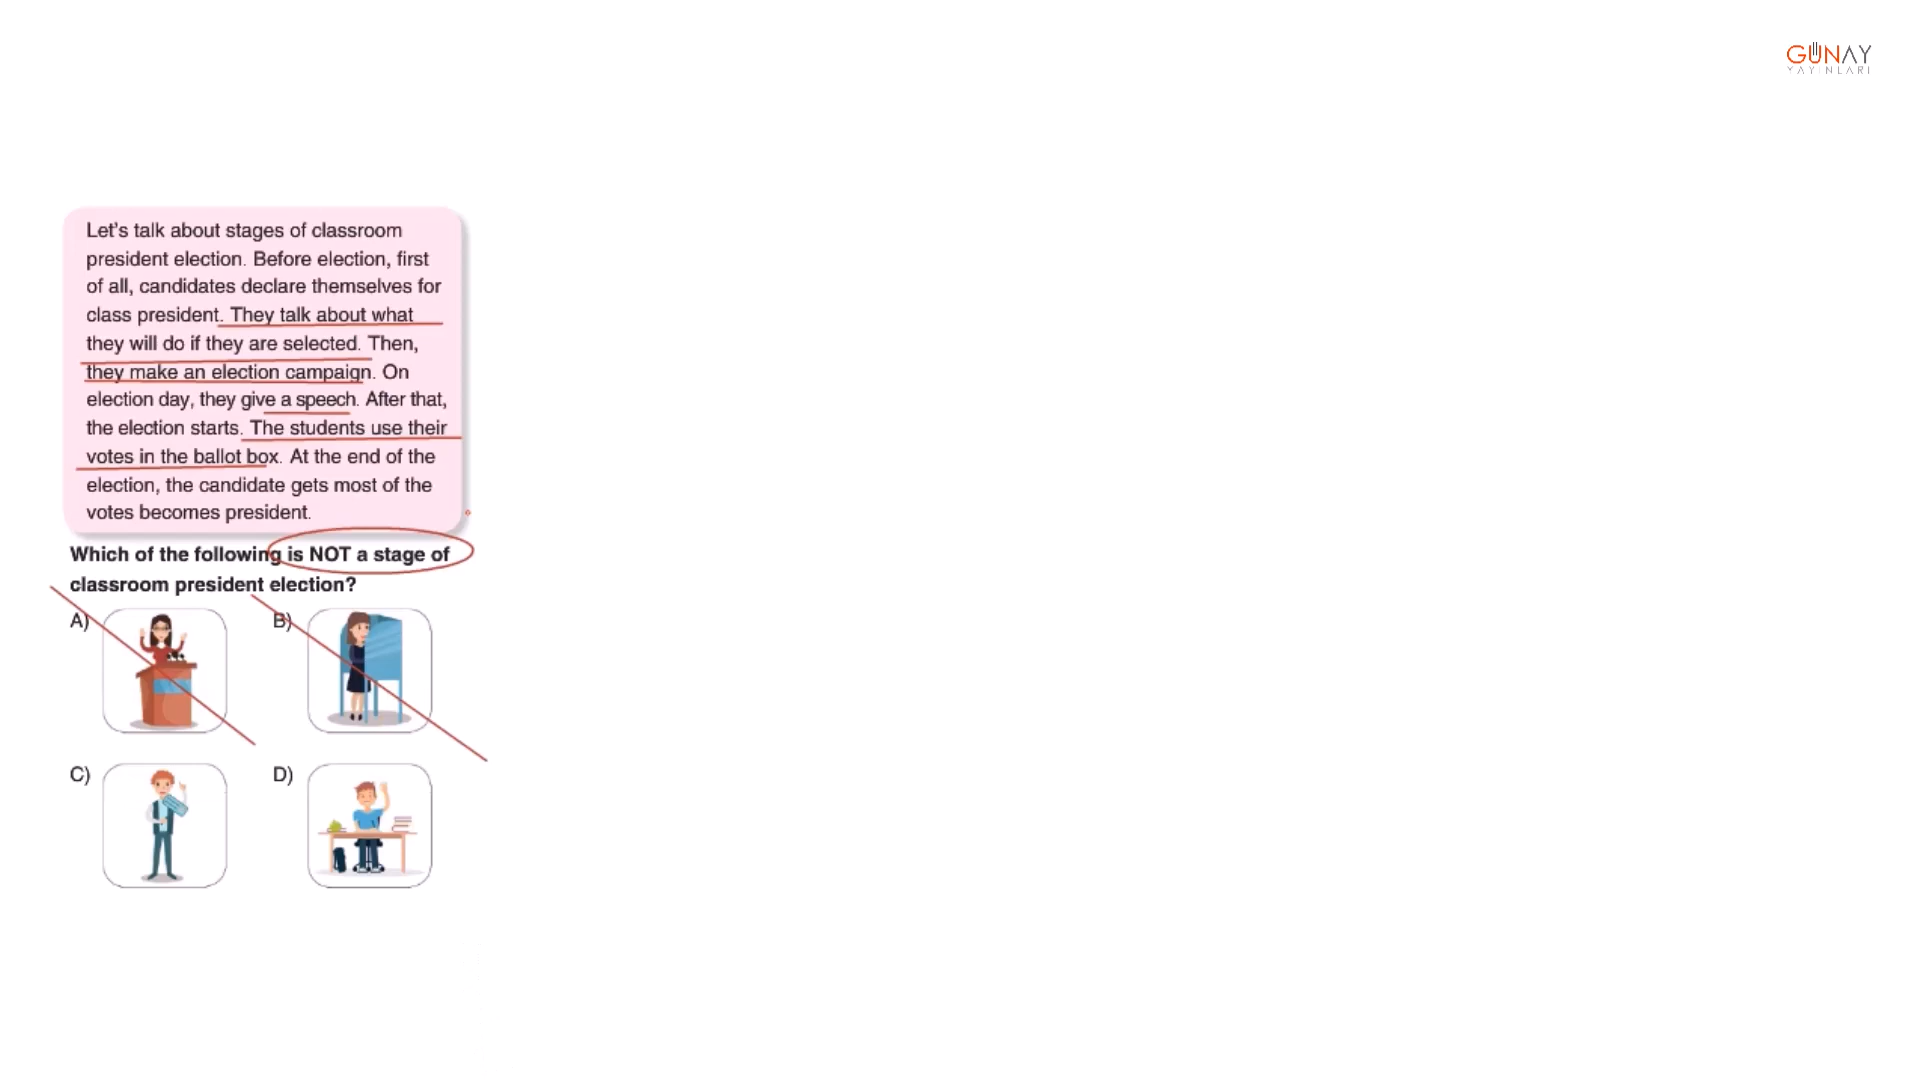 GÜNAY
YAYINLARI
Let's talk about stages of classroom
president election. Before election, first
of all, candidates declare themselves for
class president. They talk about what
they will do if they are selected. Then,
they make an election campaign. On
election day, they give a speech. After that,
the election starts. The students use their
votes in the ballot box. At the end of the
election, the candidate gets most of the
votes becomes president.
Which of the following is NOT a stage of
classroom president election?
A)
B)
C)
D)